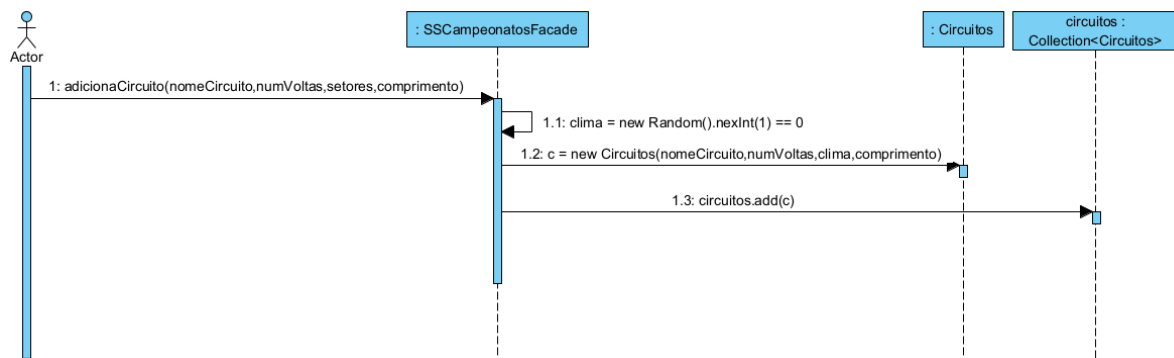 Actor
: SSCampeonatosFacade
: Circuitos
circuitos :
Collection<Circuitos>
1: adicionaCircuito(nomeCircuito,numVoltas,setores,comprimento)
1.1: clima = new Random().nexInt(1) == 0
1.2: c = new Circuitos(nomeCircuito,numVoltas,clima,comprimento)
1.3: circuitos.add(c)